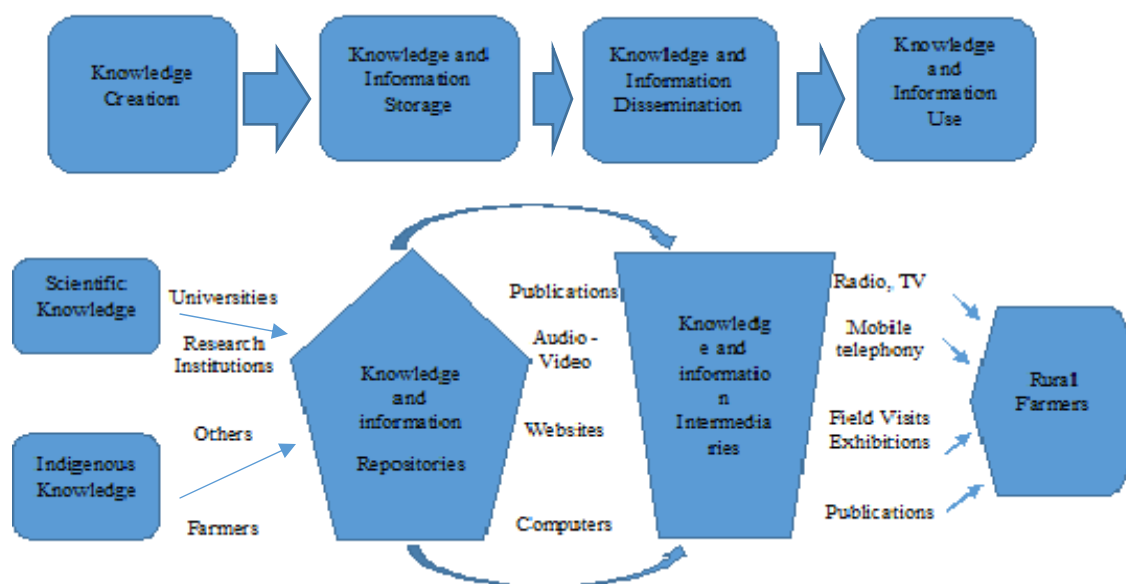 Knowledge
Creation
Knowledge and
Information
Storage
Knowledge and
Information
Dissemination
Knowledge
and
Information
Use
Scientific
Knowledge
Universities
Research
Institutions
Others
Indigenous
Knowledge
Farmers
Knowledge
and
information
Repositories
Publications
Audio -
Video
Websites
Computers
Knowledg
e and
informatio
n
Intermedia
ries
Radio,, TV
Mobile
telephony
Field Visits
Exhibitions
Publications
Rural
Farmers